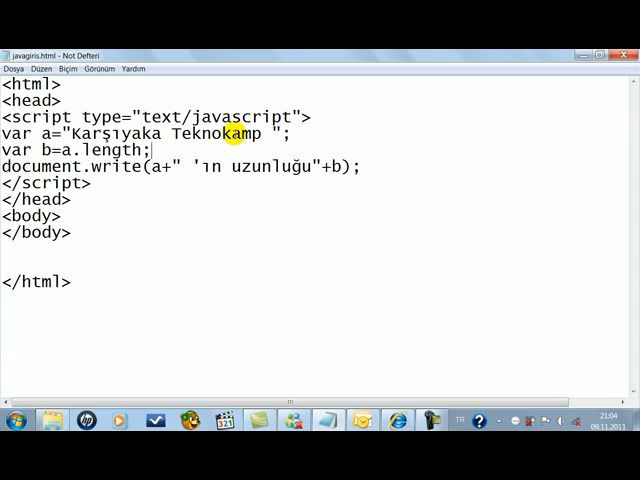 javagiris.html - Not Defteri
Dosya Düzen Biçim Görünüm Yardım
<html>
<head>
<script type="text/javascript">
var a="Karşıyaka Teknokamp ";
var b=a.length;
document.write(a+" 'ın uzunluğu"+b);
</script>
</head>
<body>
</body>
</html>
321
TR
21:04
09.11.2011